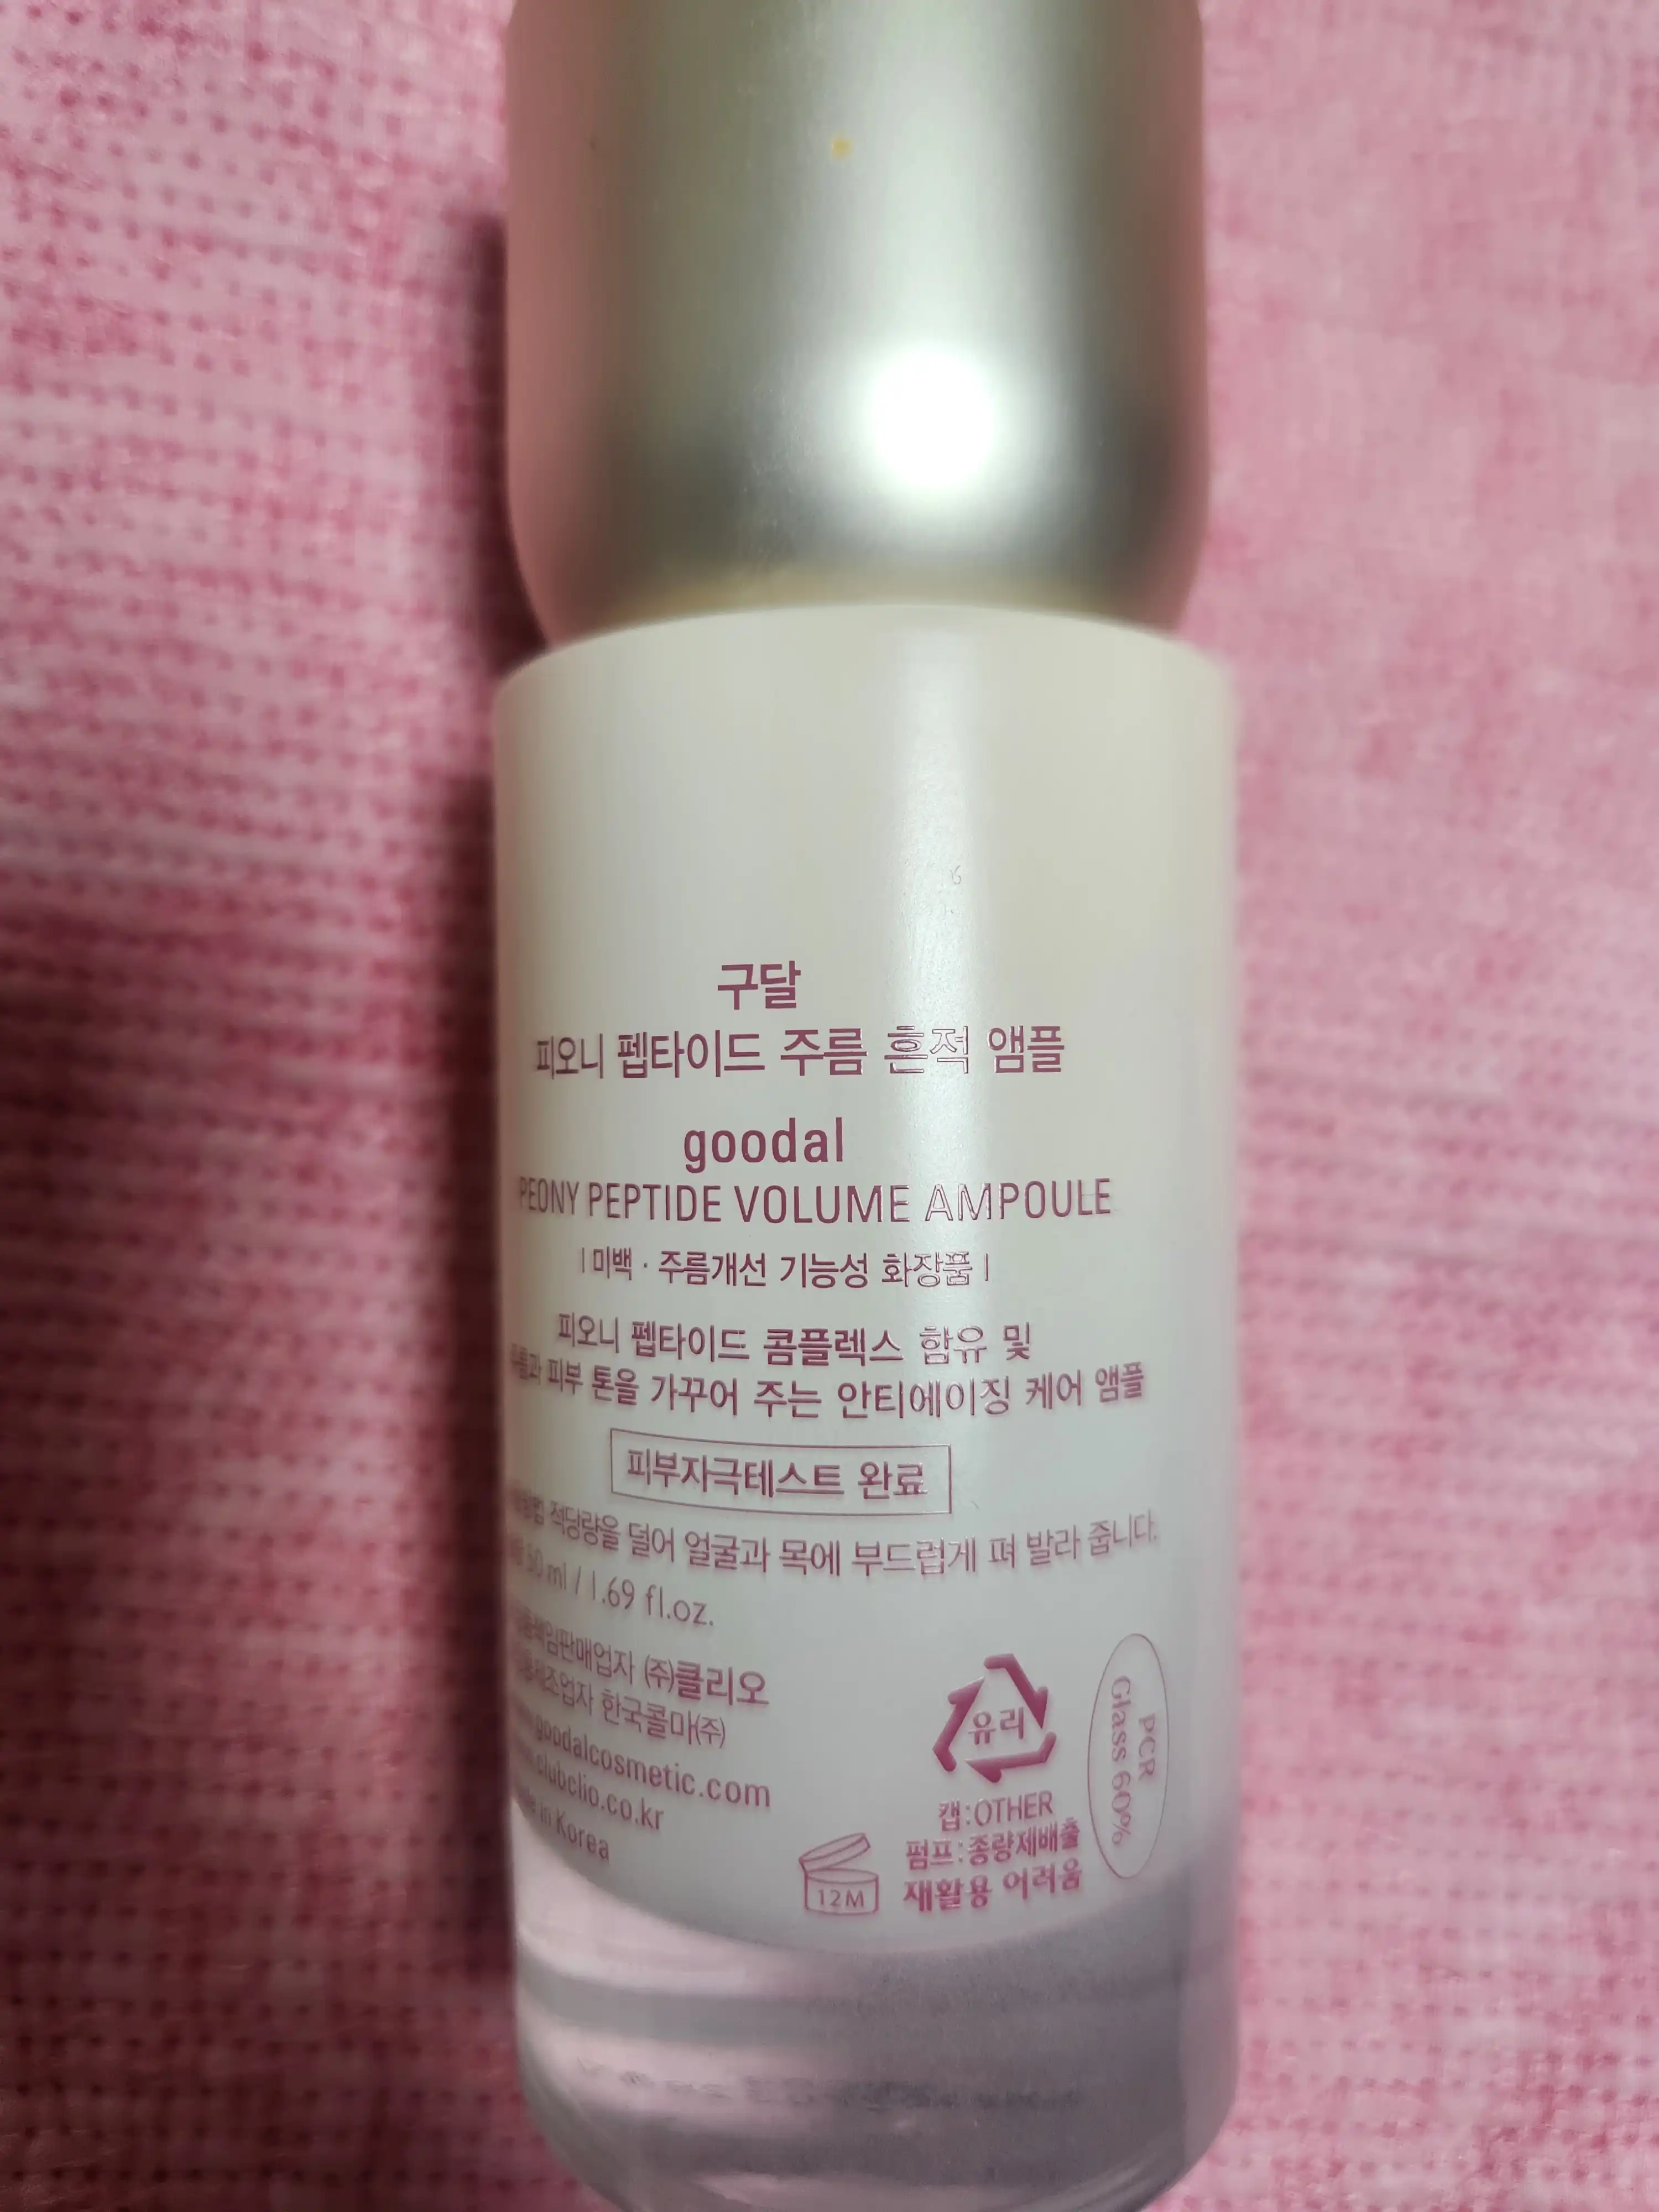 구달
피오니 펩타이드 주름 흔적 앰플
goodal
PEONY PEPTIDE VOLUME AMPOULE
| 미백 · 주름개선 기능성 화장품 |
피오니 펩타이드 콤플렉스 함유 및
피부 톤을 가꾸어 주는 안티에이징 케어 앰플
피부자극테스트 완료
적당량을 덜어 얼굴과 목에 부드럽게 펴 발라 줍니다.
50 ml / 1.69 fl.oz.
(주)클리오
한국콜마(주)
goodalcosmetic.com
clubclio.co.kr
in Korea
유리
캡:OTHER
펌프:종량제배출
재활용 어려움
12M
PCR
Glass 60%